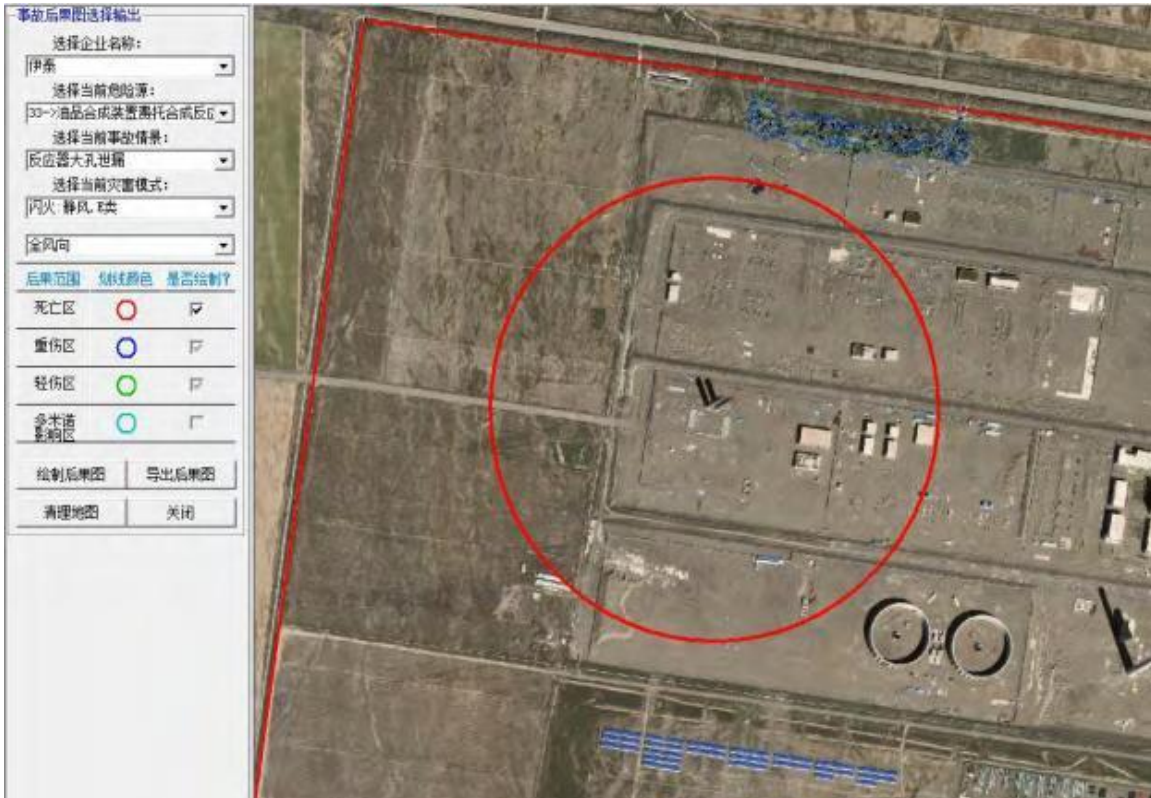 事故后果图选择输出
选择企业名称:
伊泰
选择当前危险源:
33->油品合成装置费托合成反应
选择当前事故情景:
反应器大孔泄漏
选择当前灾害模式:
闪火:静风,E类
全风向
后果范围 划线颜色 是否绘制?
死亡区
重伤区
轻伤区
多米诺
影响区
绘制后果图 导出后果图
清理地图 关闭